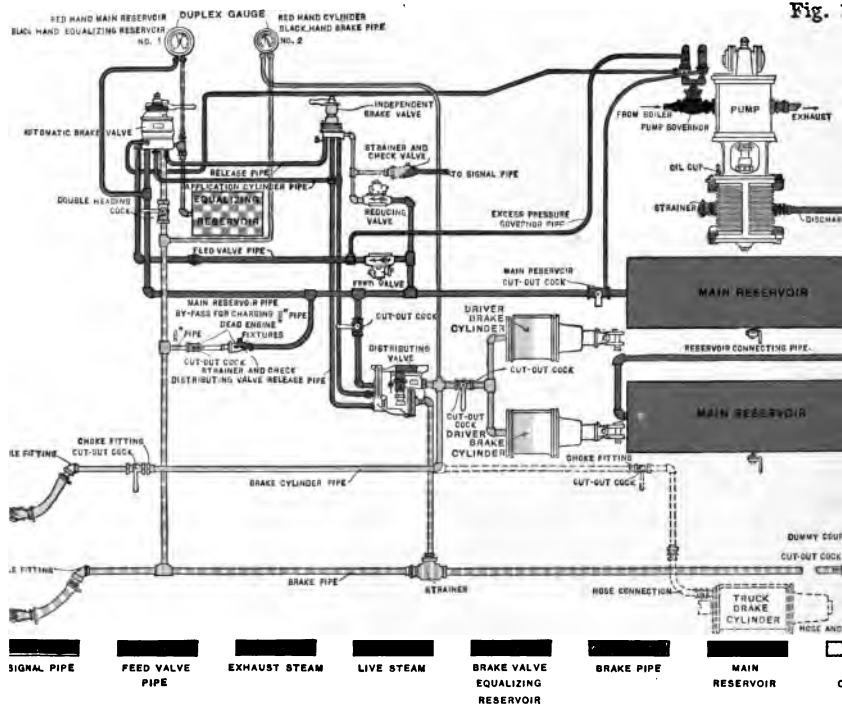 Fig.
RED HAND MAIN RESERVOIR
BLACK HAND EQUALIZING RESERVOIR
NO. 1
DUPLEX GAUGE
RED HAND CYLINDER
BLACK HAND BRAKE PIPE
NO. 2
AUTOMATIC BRAKE VALVE
INDEPENDENT
BRAKE VALVE
FROM BOILER
PUMP GOVERNOR
PUMP
EXHAUST
RELEASE PIPE
STRAINER AND
CHECK VALVE
TO SIGNAL PIPE
APPLICATION CYLINDER PIPE
OIL CUP
DOUBLE HEADING
COCK
EQUALIZING
RESERVOIR
REDUCING VALVE
EXCESS PRESSURE
GOVERNOR PIPE
STRAINER
DISCHAR
FEED VALVE PIPE
FEED VALVE
MAIN RESERVOIR
CUT-OUT COCK
MAIN RESERVOIR
MAIN RESERVOIR PIPE
BY-PASS FOR CHARGING
PIPE
DEAD ENGINE
FIXTURES
PIPE
CUT-OUT COCK
CUT-OUT COCK
STRAINER AND CHECK
DISTRIBUTING VALVE RELEASE PIPE
DISTRIBUTING
VALVE
DRIVER
BRAKE
CYLINDER
CUT-OUT COCK
RESERVOIR CONNECTING PIPE
CUT-OUT
COCK
DRIVER
BRAKE
CYLINDER
MAIN RESERVOIR
LE FITTING
CHOKE FITTING
CUT-OUT COCK
BRAKE CYLINDER PIPE
CHOKE FITTING
CUT-OUT COCK
LE FITTING
BRAKE PIPE
STRAINER
DUMMY COUP
CUT-OUT COCK
HOSE CONNECTION
TRUCK
BRAKE
CYLINDER
HOSE AND
SIGNAL PIPE
FEED VALVE
PIPE
EXHAUST STEAM
LIVE STEAM
BRAKE VALVE
EQUALIZING
RESERVOIR
BRAKE PIPE
MAIN
RESERVOIR